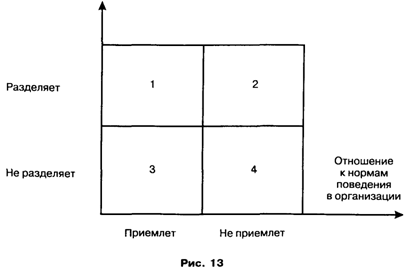 Разделяет
1
2
Не разделяет
3
4
Отношение
к нормам
поведения
в организации
Приемлет
Не приемлет
Рис. 13